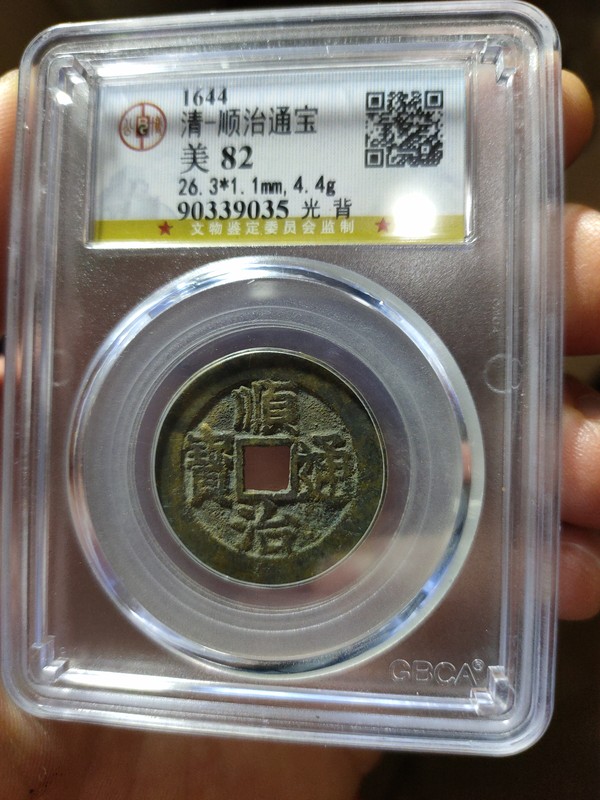 1644
清-顺治通宝
美 82
26.3*1.1mm,4.4g
90339035 光 背
文物鉴定委员会监制
順
治
通
寶
GBCA